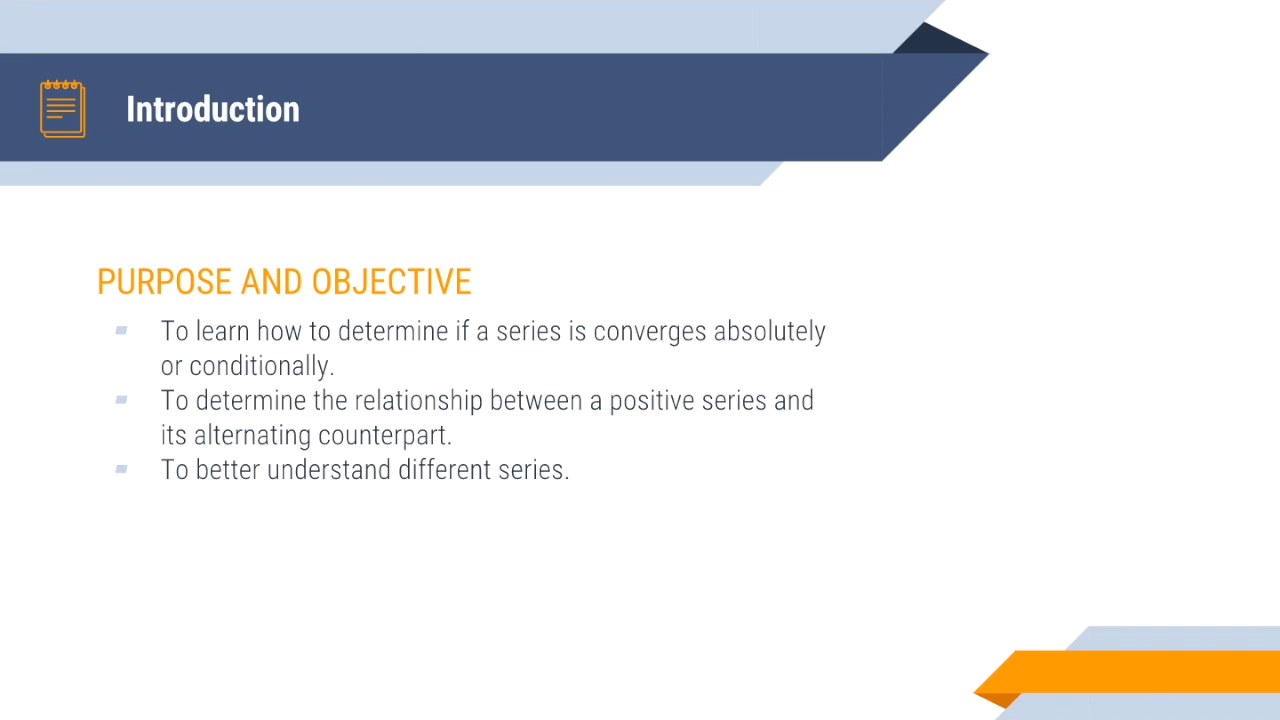 Introduction
PURPOSE AND OBJECTIVE
To learn how to determine if a series is converges absolutely
or conditionally.
To determine the relationship between a positive series and
its alternating counterpart.
To better understand different series.